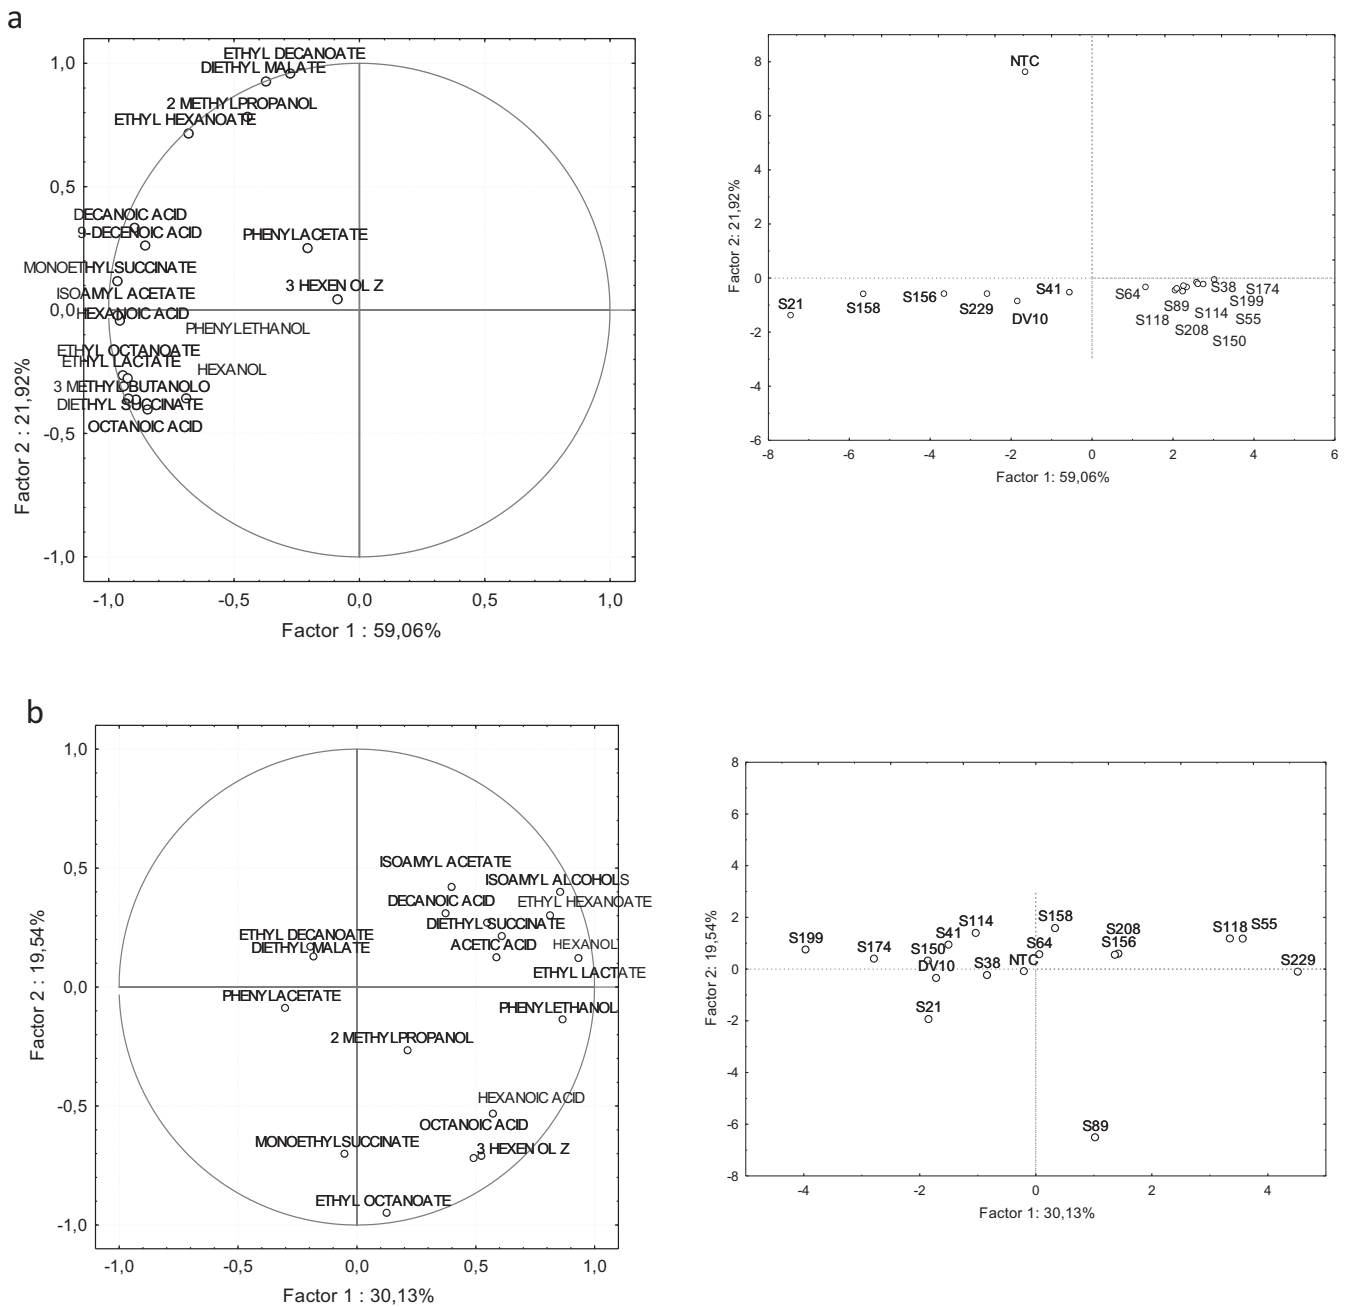 a
ETHYL DECANOATE
DIETHYL MALATE
2 METHYLPROPANOL
ETHYL HEXANOATE
DECANOIC ACID
9-DECENOIC ACID
PHENYLACETATE
MONOETHYLSUCCINATE
3 HEXEN OL Z
ISOAMYL ACETATE
HEXANOIC ACID
PHENYLETHANOL
ETHYL OCTANOATE
ETHYL LACTATE
HEXANOL
3 METHYLBUTANOLO
DIETHYL SUCCINATE
OCTANOIC ACID
1,0
0,5
0,0
-0,5
-1,0
-1,0 -0,5 0,0 0,5 1,0
Factor 2 : 21,92%
Factor 1 : 59,06%
NTC
S21
S158
S156
S229
DV10
S41
S64
S38 S174
S89
S199
S114
S118
S55
S208
S150
8
6
4
2
0
-2
-4
-6
-8 -6 -4 -2 0 2 4 6
Factor 2: 21,92%
Factor 1: 59,06%
b
ISOAMYL ACETATE
ISOAMYL ALCOHOLS
DECANOIC ACID
ETHYL HEXANOATE
DIETHYL SUCCINATE
ETHYL DECANOATE
DIETHYL MALATE
ACETIC ACID
HEXANOL
ETHYL LACTATE
PHENYLACETATE
PHENYLETHANOL
2 METHYLPROPANOL
HEXANOIC ACID
OCTANOIC ACID
MONOETHYLSUCCINATE
3 HEXEN OL Z
ETHYL OCTANOATE
1,0
0,5
0,0
-0,5
-1,0
-1,0 -0,5 0,0 0,5 1,0
Factor 2 : 19,54%
Factor 1 : 30,13%
S199
S174
S150
S41
S114
DV10
S38
NTC
S64
S158
S208
S156
S118
S55
S229
S21
S89
8
6
4
2
0
-2
-4
-6
-8
-4 -2 0 2 4
Factor 2: 19,54%
Factor 1: 30,13%